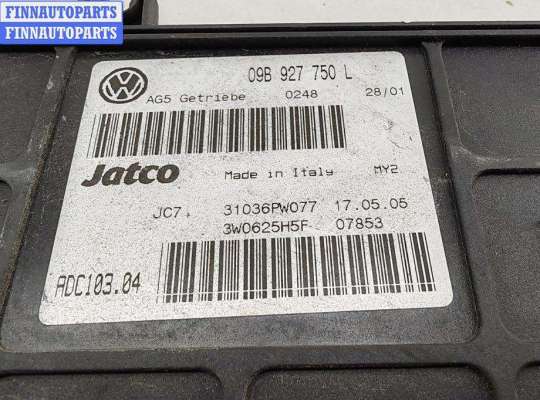 FINNAUTOPARTS
FINNAUTOPARTS
09B 927 750 L
AG5 Getriebe 0248 28/01
Jatco Made in Italy MY2
JC7. 31036PW077 17.05.05
3W0625H5F 07853
ADC103.04